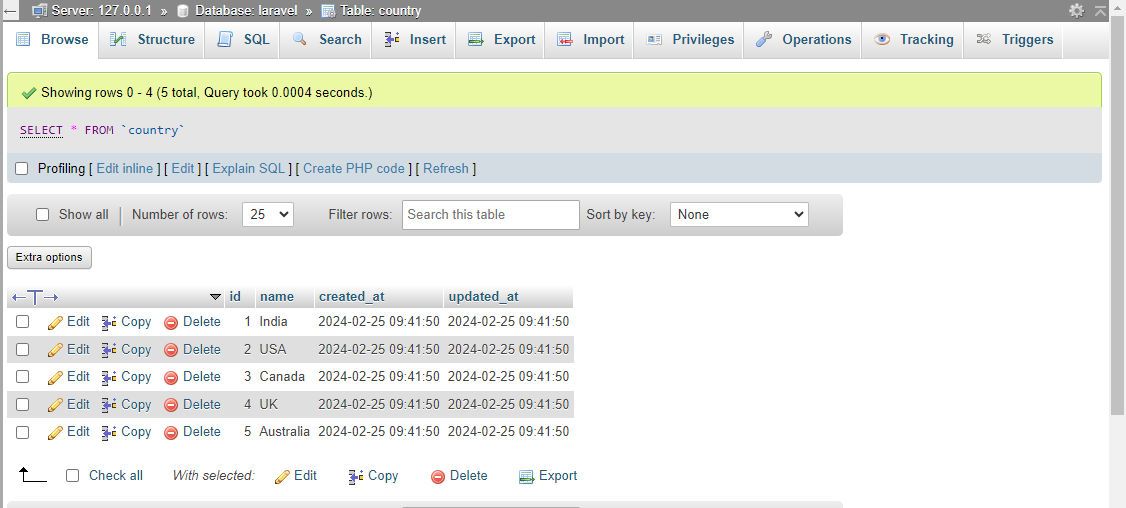 Server: 127.0.0.1 » Database: laravel » Table: country
Browse Structure SQL Search Insert Export Import Privileges Operations Tracking Triggers
Showing rows 0 - 4 (5 total, Query took 0.0004 seconds.)
SELECT * FROM `country`
Profiling [ Edit inline ] [ Edit ] [ Explain SQL ] [ Create PHP code ] [ Refresh ]
Show all Number of rows: 25 Filter rows: Search this table Sort by key: None
Extra options
←T→ id name created_at updated_at
Edit Copy Delete 1 India 2024-02-25 09:41:50 2024-02-25 09:41:50
Edit Copy Delete 2 USA 2024-02-25 09:41:50 2024-02-25 09:41:50
Edit Copy Delete 3 Canada 2024-02-25 09:41:50 2024-02-25 09:41:50
Edit Copy Delete 4 UK 2024-02-25 09:41:50 2024-02-25 09:41:50
Edit Copy Delete 5 Australia 2024-02-25 09:41:50 2024-02-25 09:41:50
Check all With selected: Edit Copy Delete Export